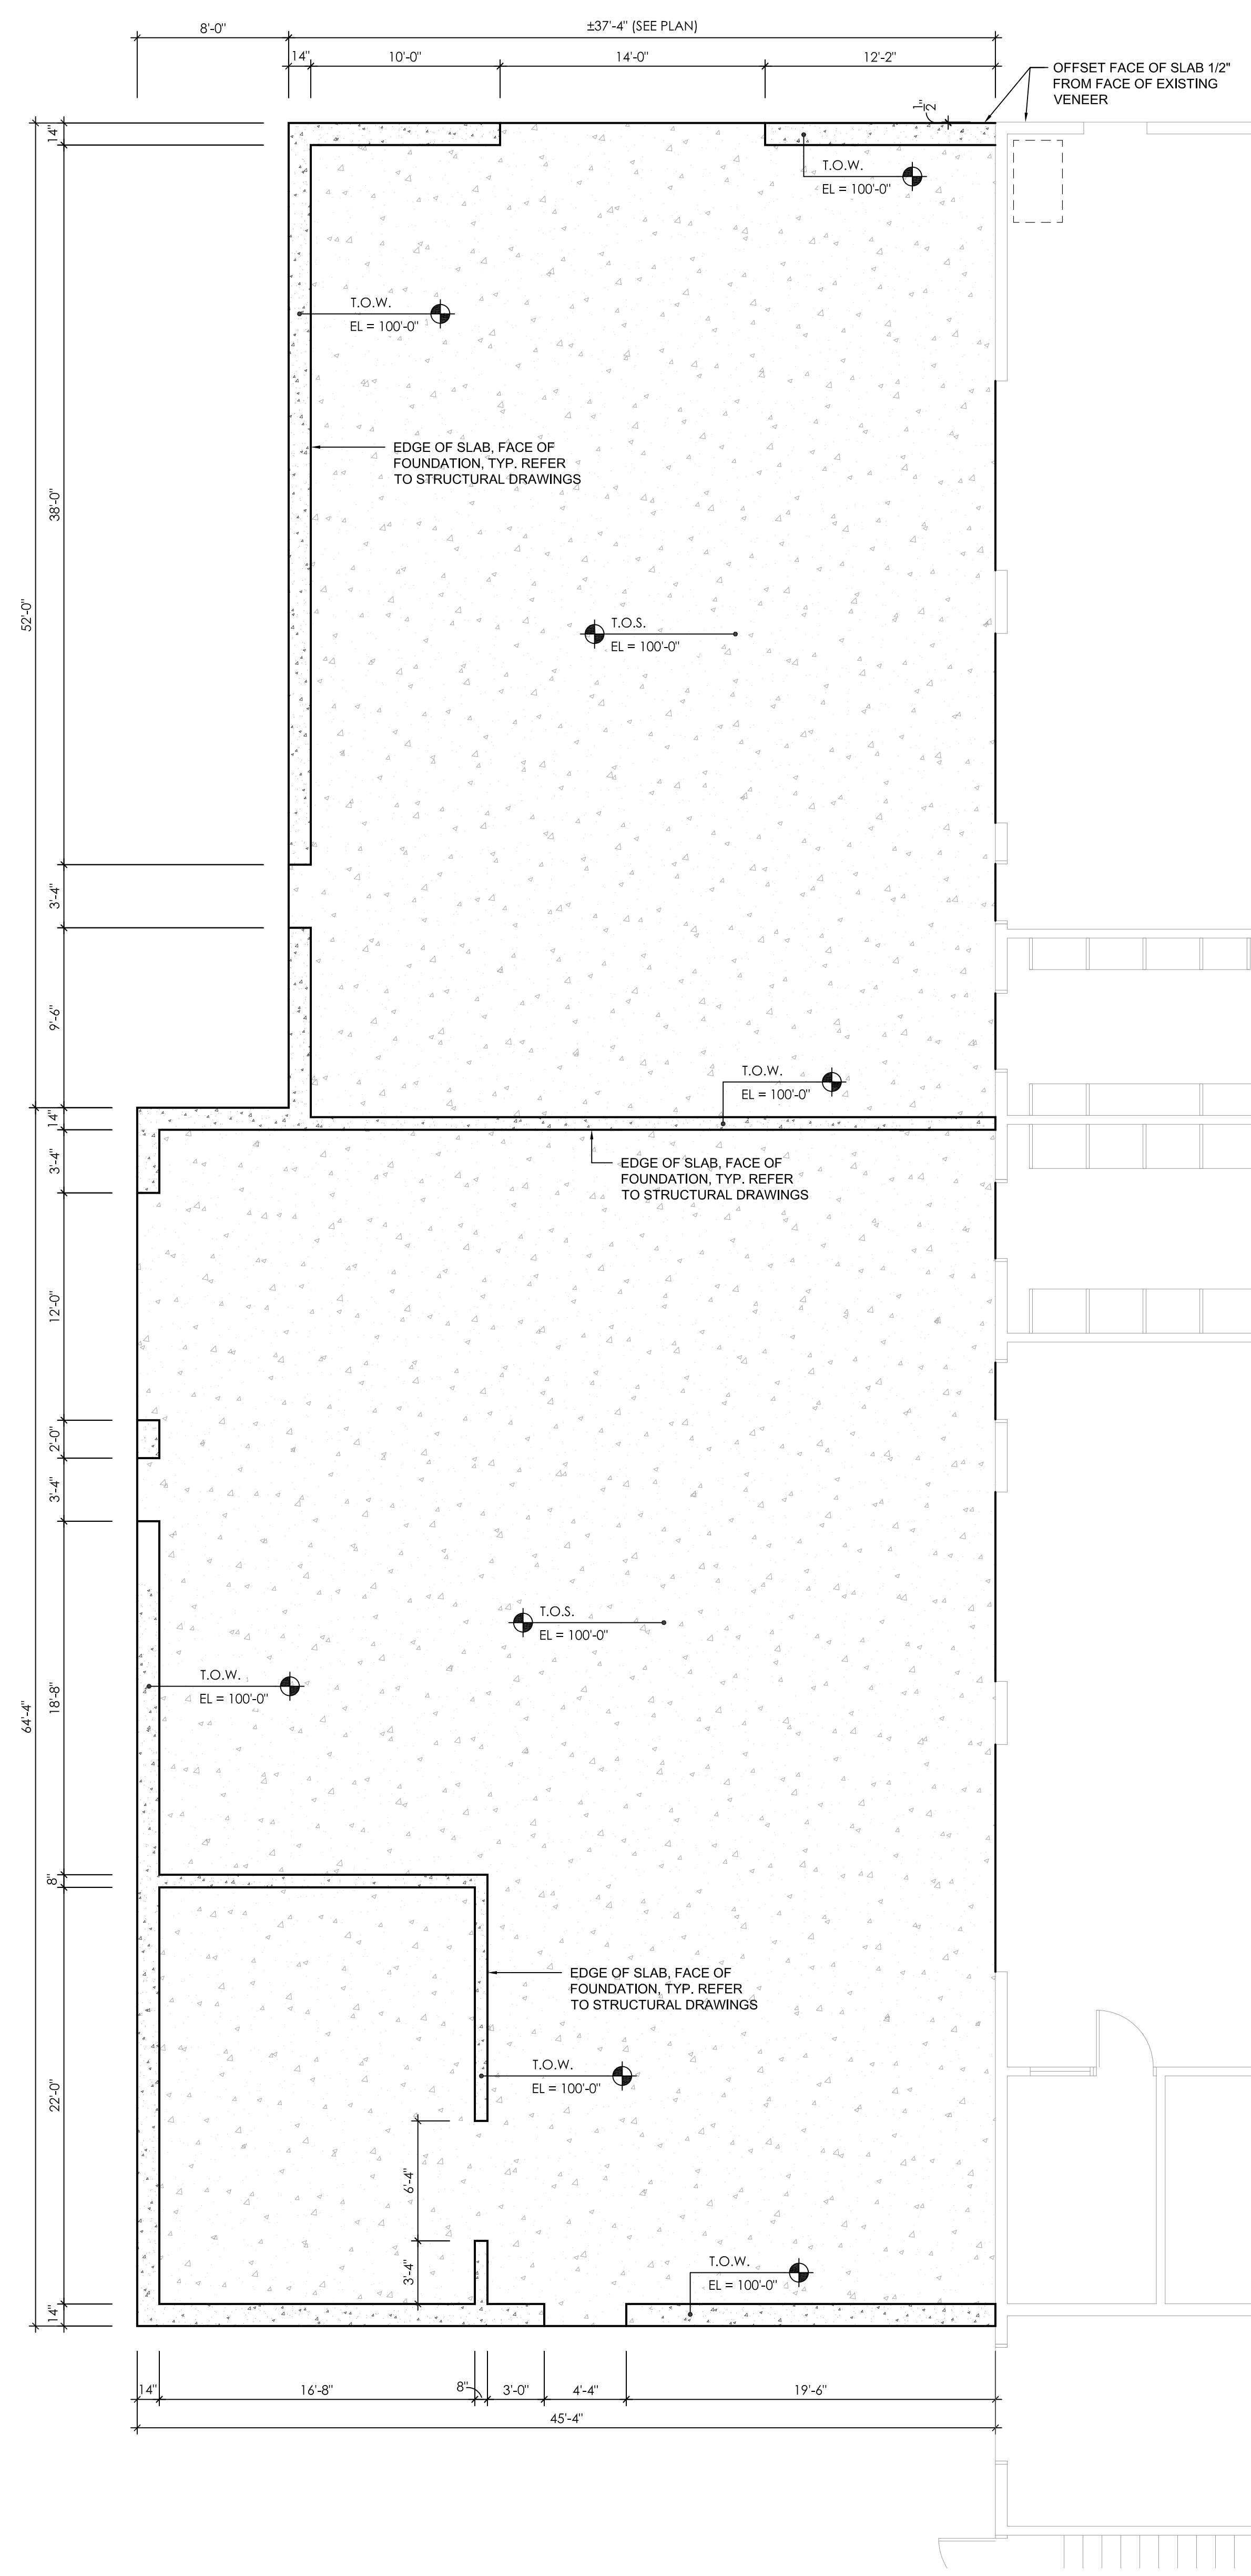 8'-0"
±37'-4" (SEE PLAN)
14"
10'-0"
14'-0"
12'-2"
OFFSET FACE OF SLAB 1/2"
FROM FACE OF EXISTING
VENEER
1"
2
14"
T.O.W.
EL = 100'-0"
T.O.W.
EL = 100'-0"
EDGE OF SLAB, FACE OF
FOUNDATION, TYP. REFER
TO STRUCTURAL DRAWINGS
38'-0"
52'-0"
T.O.S.
EL = 100'-0"
3'-4"
9'-6"
T.O.W.
EL = 100'-0"
14"
3'-4"
EDGE OF SLAB, FACE OF
FOUNDATION, TYP. REFER
TO STRUCTURAL DRAWINGS
12'-0"
2'-0"
3'-4"
T.O.S.
EL = 100'-0"
T.O.W.
EL = 100'-0"
18'-8"
64'-4"
8"
EDGE OF SLAB, FACE OF
FOUNDATION, TYP. REFER
TO STRUCTURAL DRAWINGS
T.O.W.
EL = 100'-0"
22'-0"
6'-4"
3'-4"
T.O.W.
EL = 100'-0"
14"
14"
16'-8"
8"
3'-0"
4'-4"
19'-6"
45'-4"